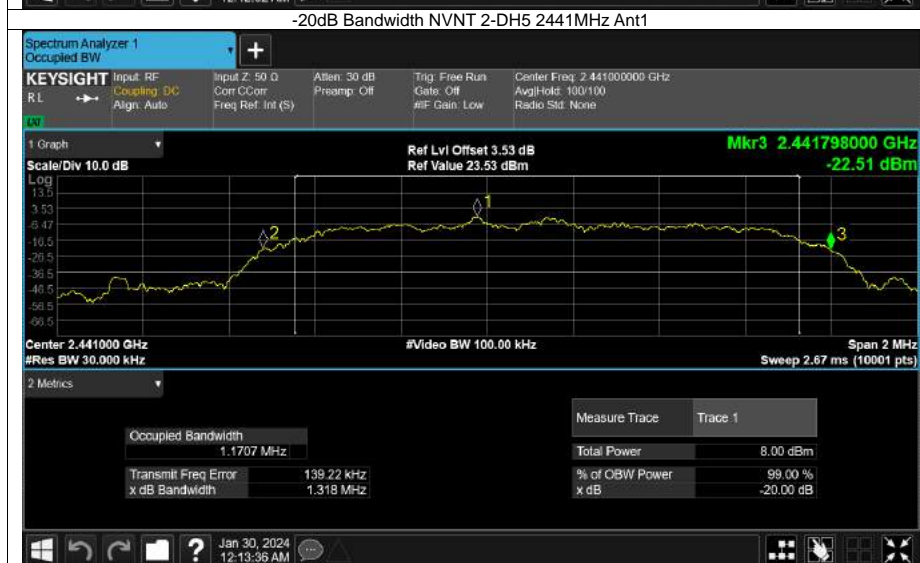 -20dB Bandwidth NVNT 2-DH5 2441MHz Ant1
Spectrum Analyzer 1
Occupied BW
+
KEYSIGHT Input: RF Input Z: 50 Ω Atten: 30 dB Trig: Free Run Center Freq: 2.441000000 GHz
RL Coupling: DC Corr CCorr Preamp: Off Gate: Off Avg|Hold: 100/100
Align: Auto Freq Ref: Int (S) #IF Gain: Low Radio Std: None
LXI
1 Graph Ref Lvl Offset 3.53 dB Mkr3 2.441798000 GHz
Scale/Div 10.0 dB Ref Value 23.53 dBm -22.51 dBm
Log
13.5
3.53
-6.47
-16.5
-26.5
-36.5
-46.5
-56.5
-66.5
1
2
3
Center 2.441000 GHz #Video BW 100.00 kHz Span 2 MHz
#Res BW 30.000 kHz Sweep 2.67 ms (10001 pts)
2 Metrics
Measure Trace Trace 1
Occupied Bandwidth
1.1707 MHz Total Power 8.00 dBm
Transmit Freq Error 139.22 kHz % of OBW Power 99.00 %
x dB Bandwidth 1.318 MHz x dB -20.00 dB
? Jan 30, 2024
12:13:36 AM